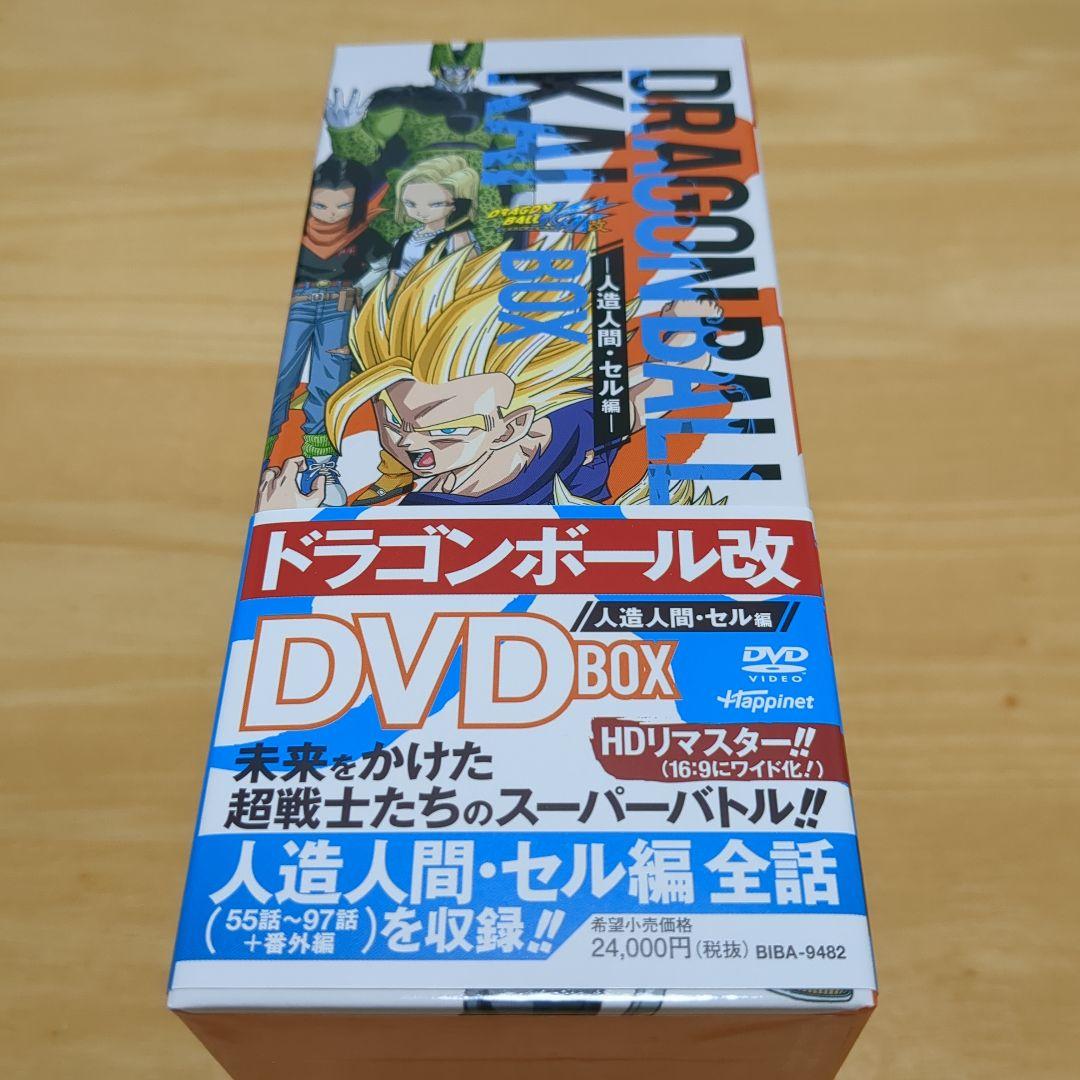 DRAGON BALL
KAI BOX
DRAGON BALL 改
―人造人間・セル編―
ドラゴンボール改
人造人間・セル編
DVD BOX
DVD
VIDEO
Happinet
HDリマスター!!
(16:9にワイド化!)
未来をかけた
超戦士たちのスーパーバトル!!
人造人間・セル編 全話
(55話~97話
+番外編)を収録!!
希望小売価格
24,000円(税抜) BIBA-9482